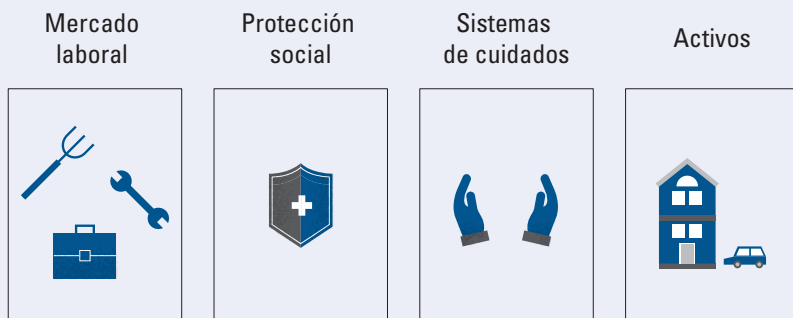 Mercado
laboral
Protección
social
Sistemas
de cuidados
Activos